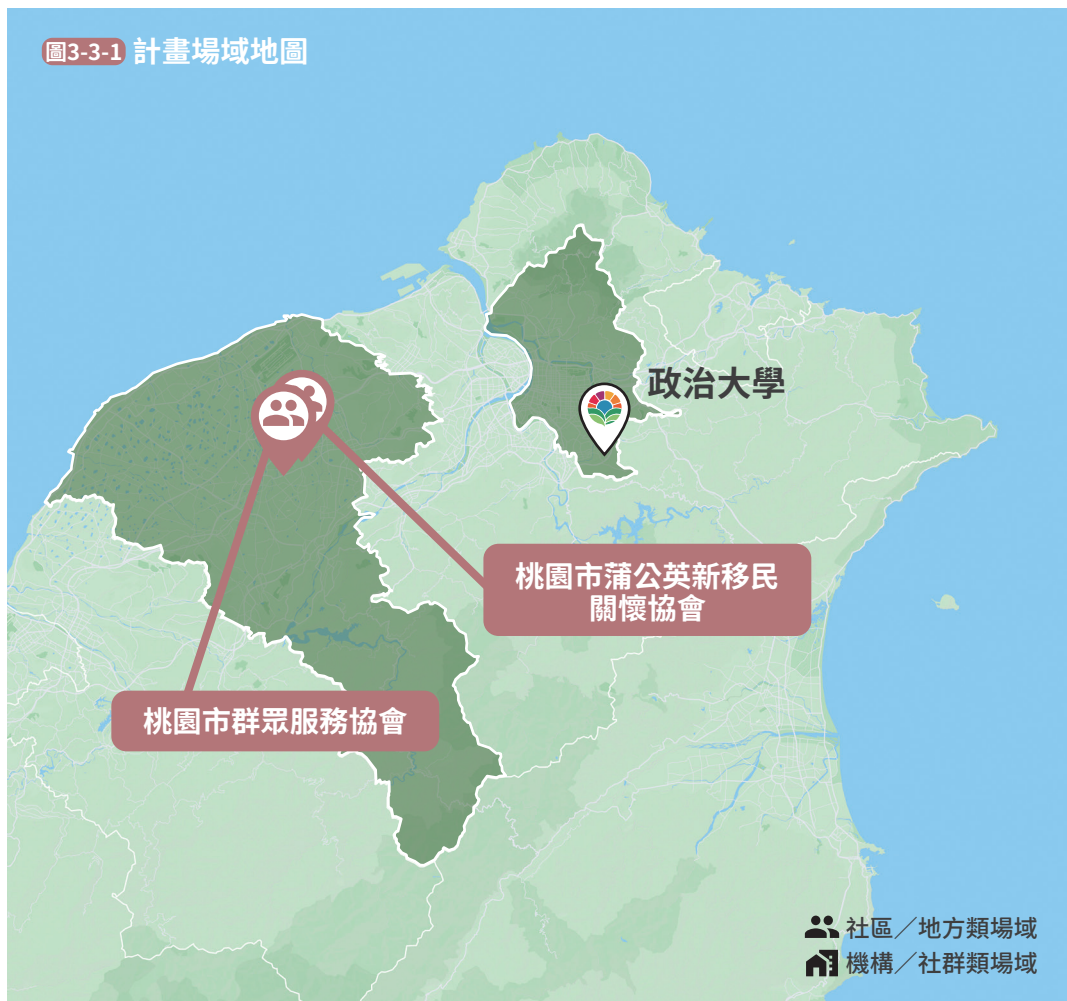 圖3-3-1 計畫場域地圖
政治大學
桃園市蒲公英新移民
關懷協會
桃園市群眾服務協會
社區／地方類場域
機構／社群類場域